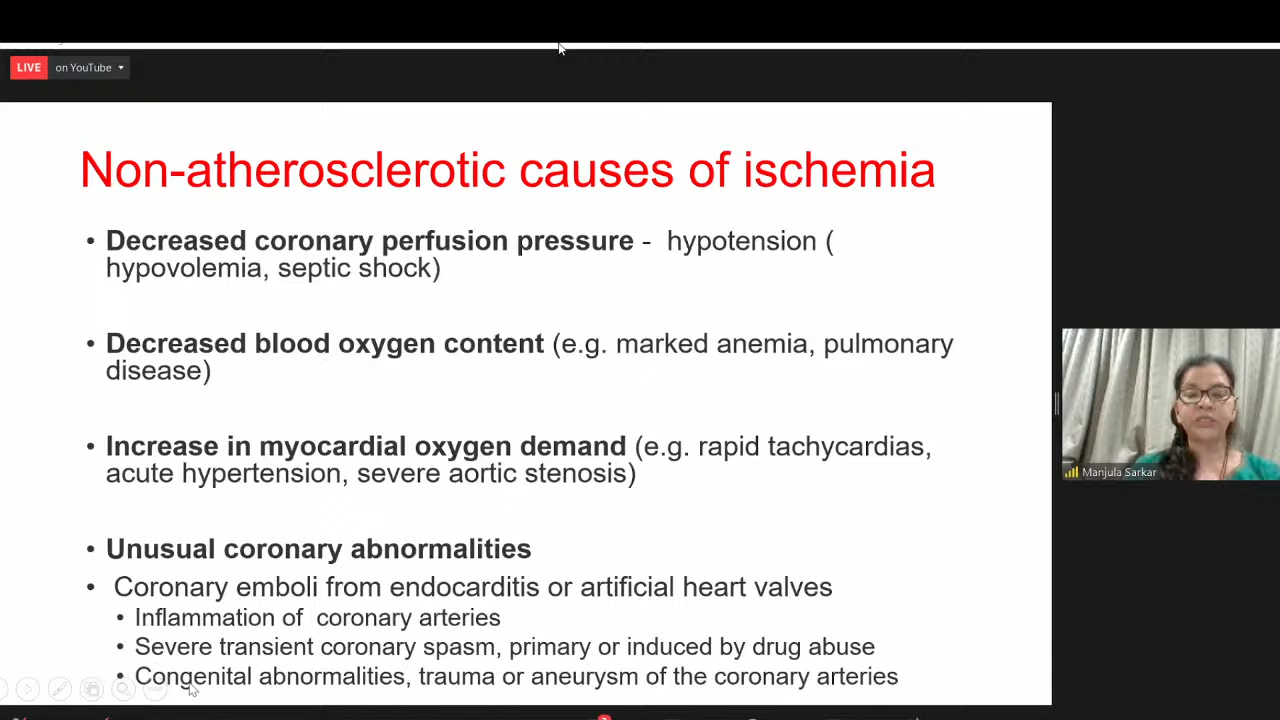 LIVE on YouTube
Non-atherosclerotic causes of ischemia
• Decreased coronary perfusion pressure - hypotension (
hypovolemia, septic shock)
• Decreased blood oxygen content (e.g. marked anemia, pulmonary
disease)
• Increase in myocardial oxygen demand (e.g. rapid tachycardias,
acute hypertension, severe aortic stenosis)
• Unusual coronary abnormalities
• Coronary emboli from endocarditis or artificial heart valves
• Inflammation of coronary arteries
• Severe transient coronary spasm, primary or induced by drug abuse
• Congenital abnormalities, trauma or aneurysm of the coronary arteries
Manjula Sarkar